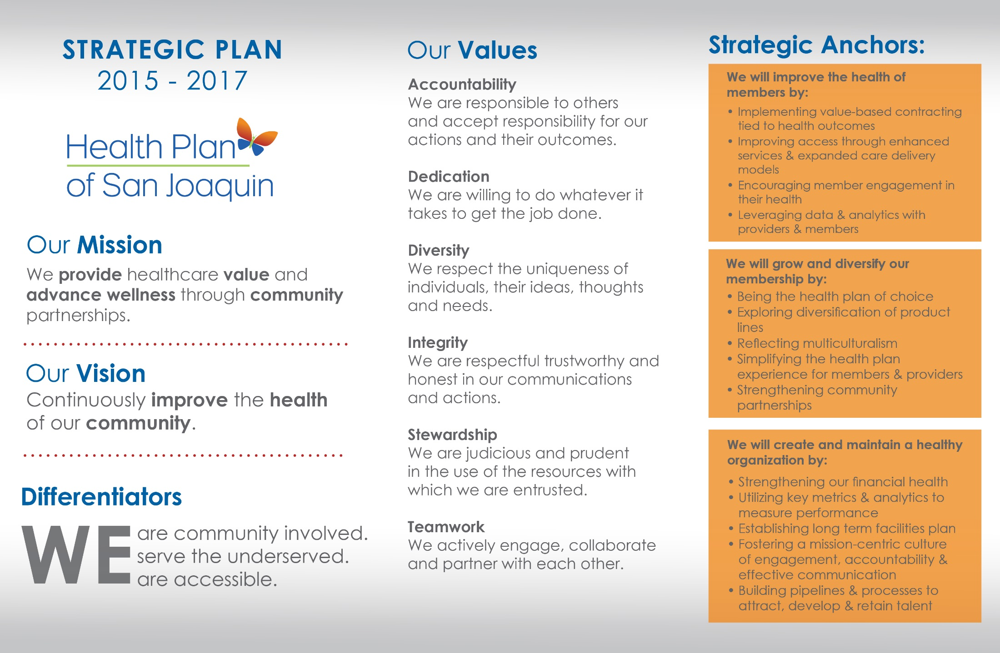 STRATEGIC PLAN
2015 - 2017
Health Plan
of San Joaquin
Our Mission
We provide healthcare value and
advance wellness through community
partnerships.
Our Vision
Continuously improve the health
of our community.
Differentiators
WE
are community involved.
serve the underserved.
are accessible.
Our Values
Accountability
We are responsible to others
and accept responsibility for our
actions and their outcomes.
Dedication
We are willing to do whatever it
takes to get the job done.
Diversity
We respect the uniqueness of
individuals, their ideas, thoughts
and needs.
Integrity
We are respectful trustworthy and
honest in our communications
and actions.
Stewardship
We are judicious and prudent
in the use of the resources with
which we are entrusted.
Teamwork
We actively engage, collaborate
and partner with each other.
Strategic Anchors:
We will improve the health of
members by:
• Implementing value-based contracting
tied to health outcomes
• Improving access through enhanced
services & expanded care delivery
models
• Encouraging member engagement in
their health
• Leveraging data & analytics with
providers & members
We will grow and diversify our
membership by:
• Being the health plan of choice
• Exploring diversification of product
lines
• Reflecting multiculturalism
• Simplifying the health plan
experience for members & providers
• Strengthening community
partnerships
We will create and maintain a healthy
organization by:
• Strengthening our financial health
• Utilizing key metrics & analytics to
measure performance
• Establishing long term facilities plan
• Fostering a mission-centric culture
of engagement, accountability &
effective communication
• Building pipelines & processes to
attract, develop & retain talent